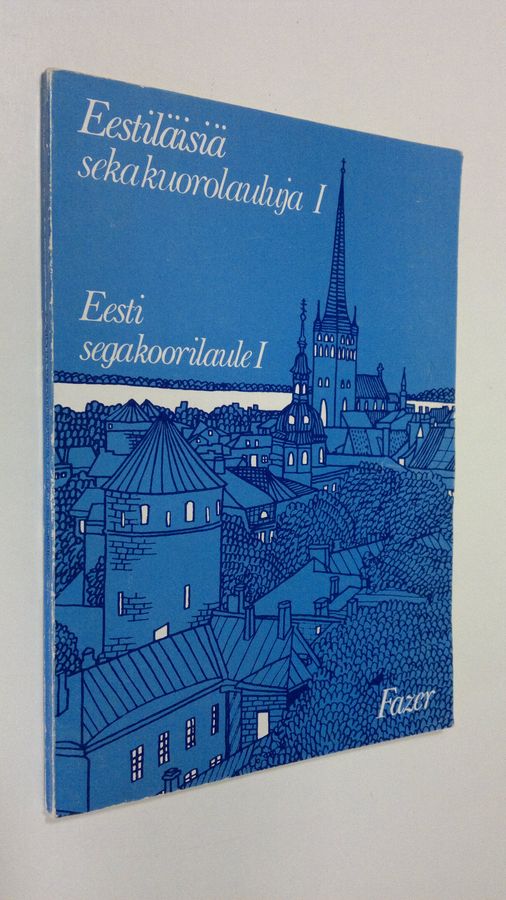 Eestiläisiä
sekakuorolauluja I
Eesti
segakoorilaule I
Fazer